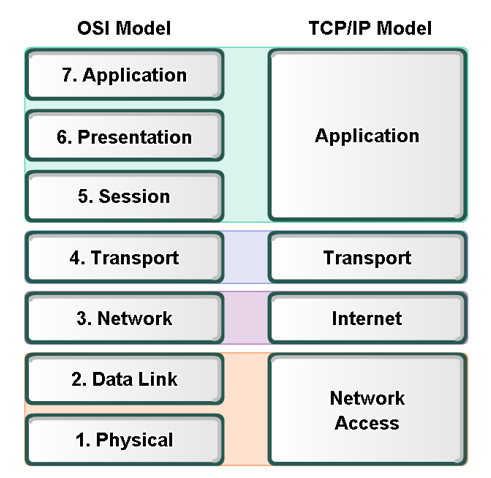 OSI Model
TCP/IP Model
7. Application
6. Presentation
5. Session
Application
4. Transport
Transport
3. Network
Internet
2. Data Link
1. Physical
Network
Access